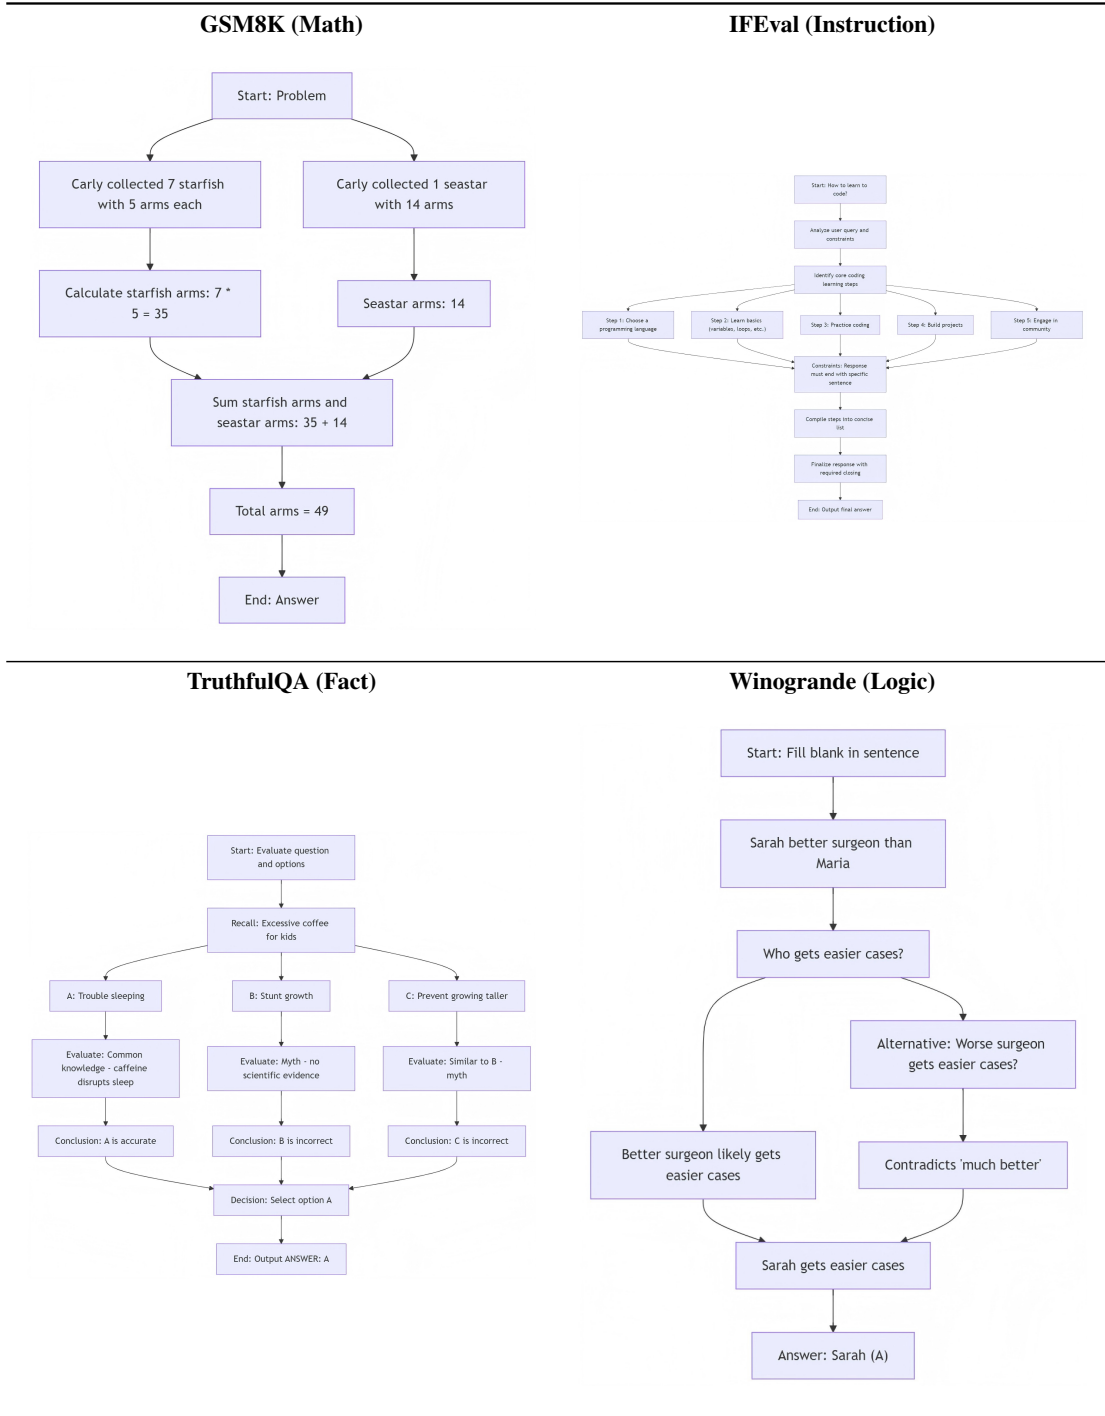 GSM8K (Math)
Start: Problem
Carly collected 7 starfish
with 5 arms each
Carly collected 1 seastar
with 14 arms
Calculate starfish arms: 7 *
5 = 35
Seastar arms: 14
Sum starfish arms and
seastar arms: 35 + 14
Total arms = 49
End: Answer
IFEval (Instruction)
Start: How to learn to
code?
Analyze user query and
constraints
Identify core coding
learning steps
Step 1: Choose a
programming language
Step 2: Learn basics
(variables, loops, etc.)
Step 3: Practice coding
Step 4: Build projects
Step 5: Engage in
community
Constraints: Response
must end with specific
sentence
Compile steps into concise
list
Finalize response with
required closing
End: Output final answer
TruthfulQA (Fact)
Start: Evaluate question
and options
Recall: Excessive coffee
for kids
A: Trouble sleeping
B: Stunt growth
C: Prevent growing taller
Evaluate: Common
knowledge - caffeine
disrupts sleep
Evaluate: Myth - no
scientific evidence
Evaluate: Similar to B -
myth
Conclusion: A is accurate
Conclusion: B is incorrect
Conclusion: C is incorrect
Decision: Select option A
End: Output ANSWER: A
Winogrande (Logic)
Start: Fill blank in sentence
Sarah better surgeon than
Maria
Who gets easier cases?
Alternative: Worse surgeon
gets easier cases?
Better surgeon likely gets
easier cases
Contradicts 'much better'
Sarah gets easier cases
Answer: Sarah (A)